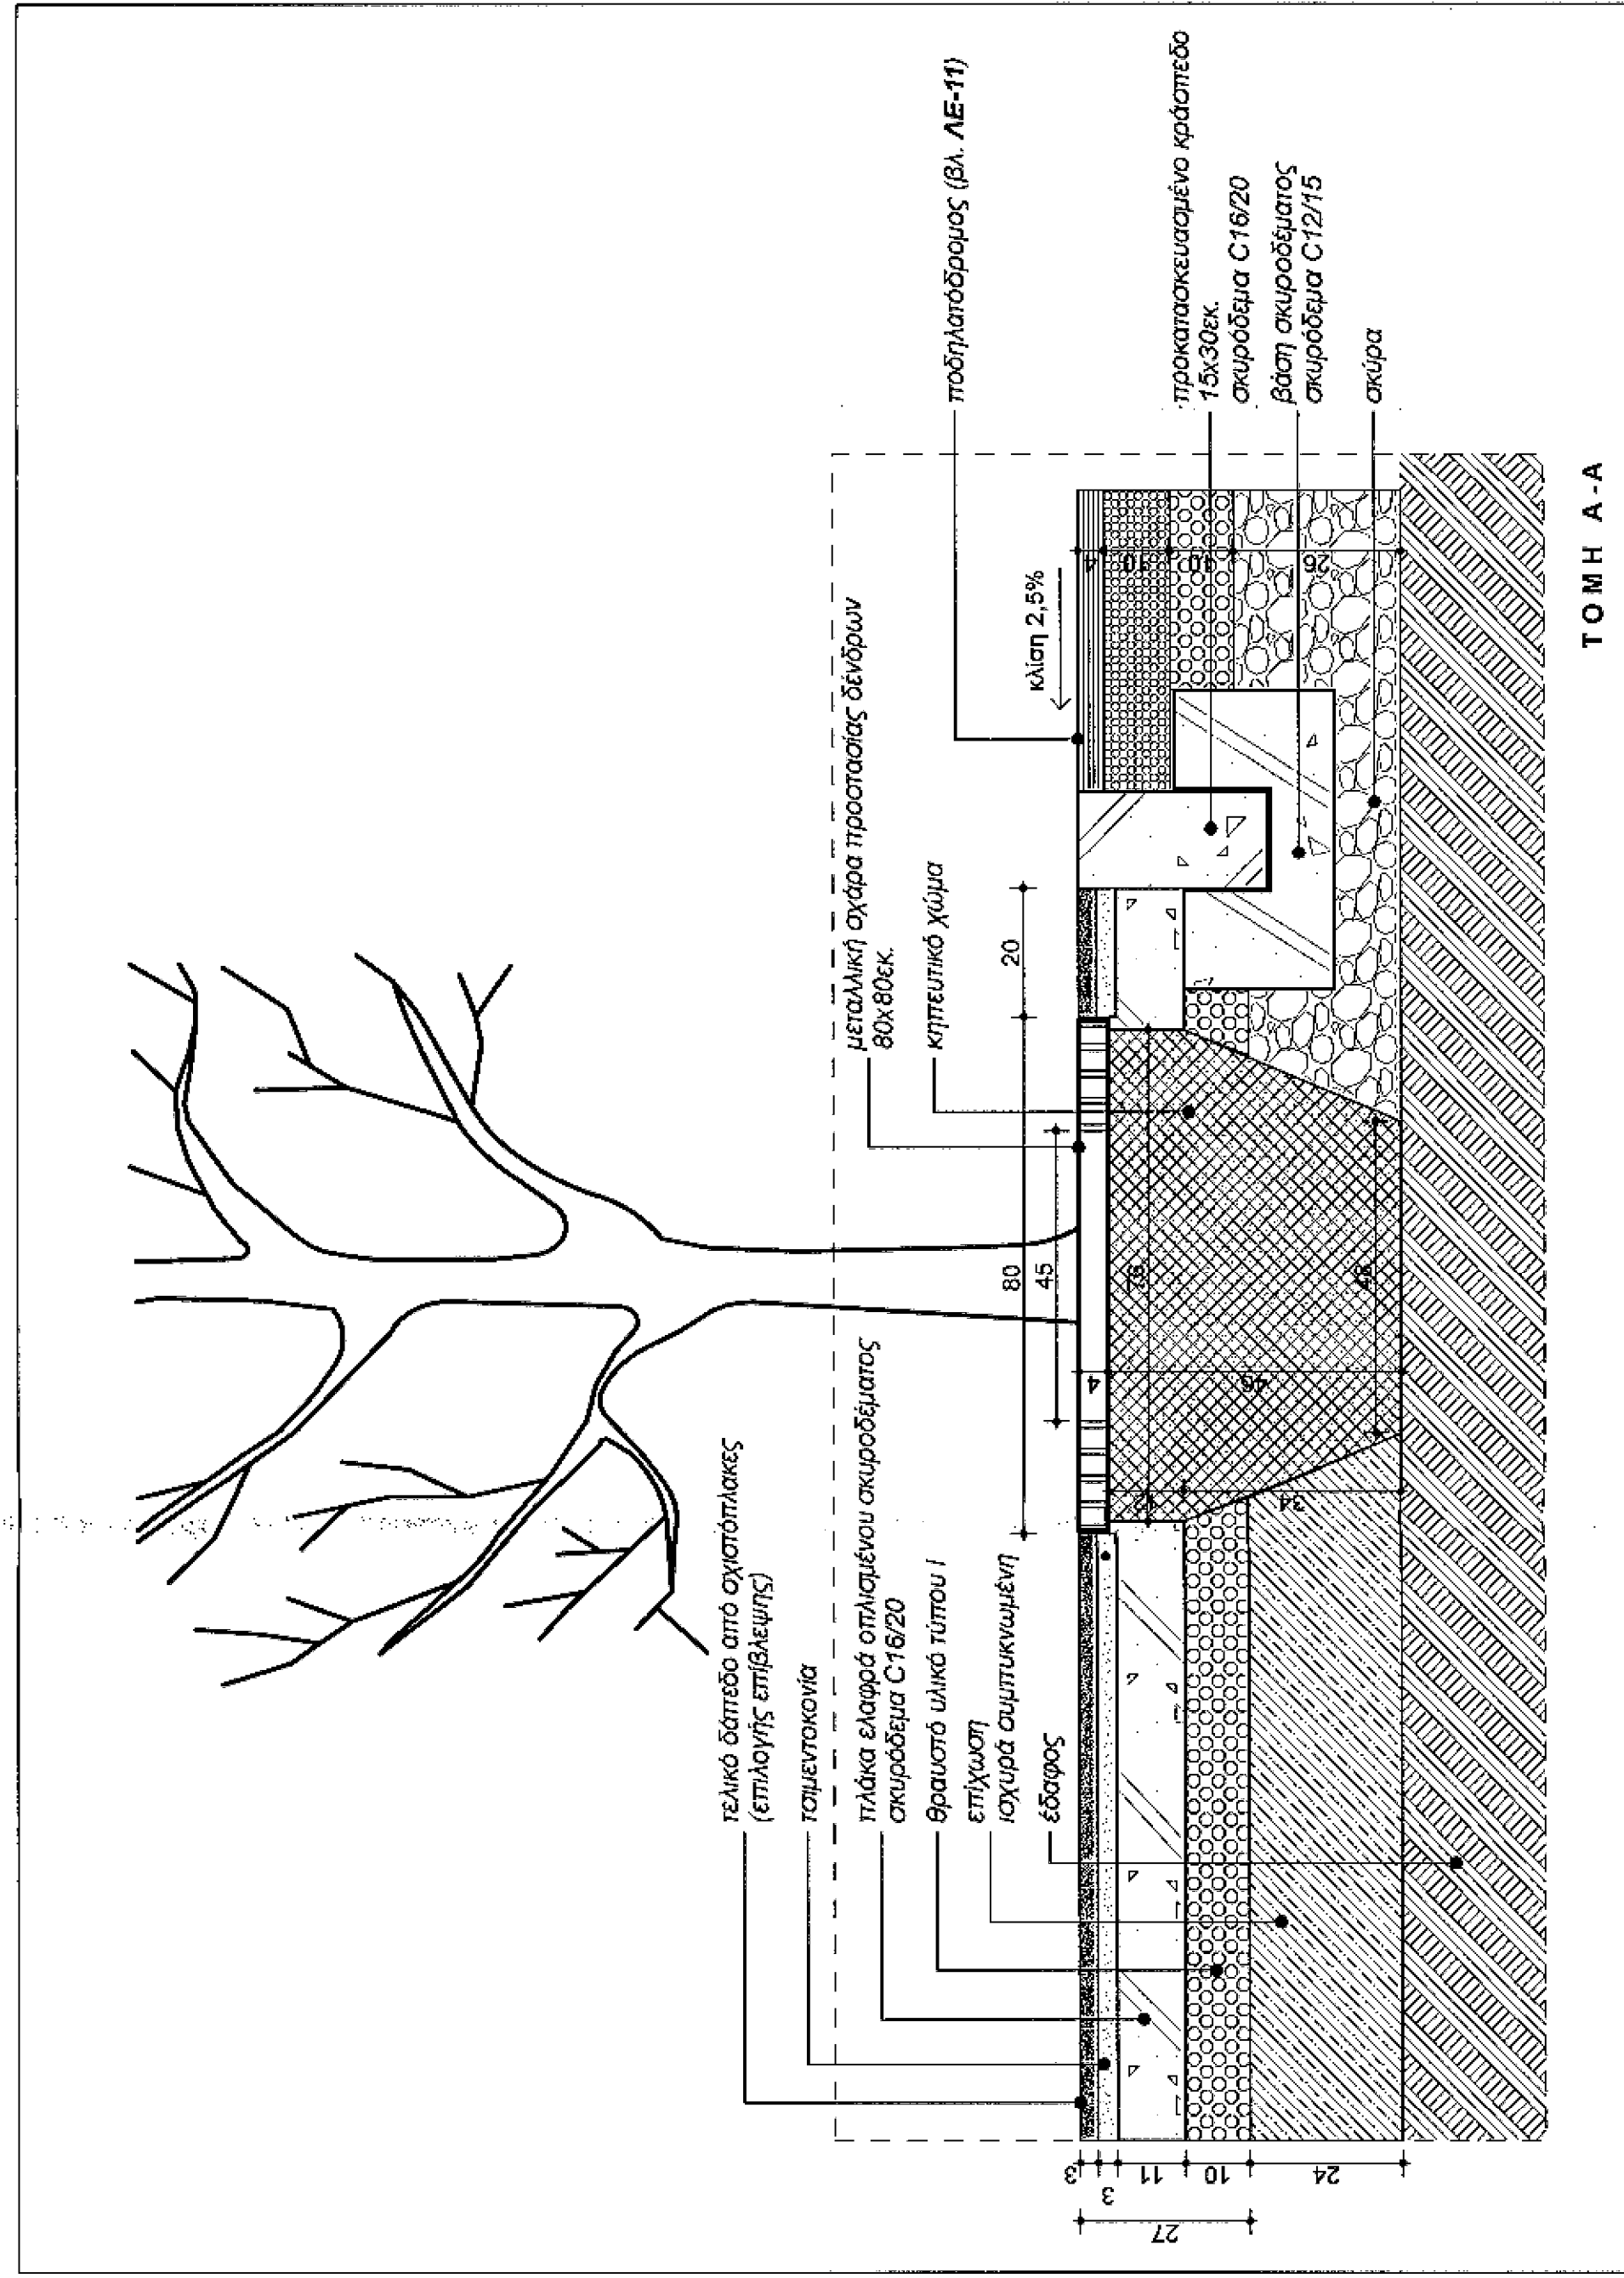 τελικό δάπεδο από σχιστόπλακες
(επιλογής επίβλεψης)
τσιμεντοκονία
πλάκα ελαφρά οπλισμένου σκυροδέματος
σκυρόδεμα C16/20
θραυστό υλικό τύπου Ι
επίχωση
ισχυρά συμπυκνωμένη
έδαφος
μεταλλική σχάρα προστασίας δένδρων
80x80εκ.
κηπευτικό χώμα
ποδηλατόδρομος (βλ. ΛΕ-11)
κλίση 2,5%
προκατασκευασμένο κράσπεδο
15x30εκ.
σκυρόδεμα C16/20
βάση σκυροδέματος
σκυρόδεμα C12/15
σκύρα
80
20
45
76
48
4
46
12
34
4
10
10
26
3
3
11
10
24
27
ΤΟΜΗ Α-Α